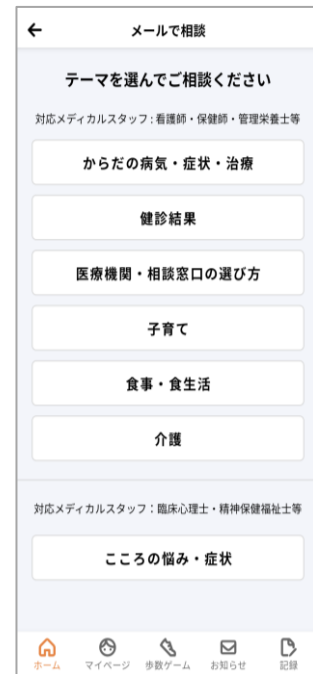 メールで相談
テーマを選んでご相談ください
対応メディカルスタッフ:看護師・保健師・管理栄養士等
からだの病気・症状・治療
健診結果
医療機関・相談窓口の選び方
子育て
食事・食生活
介護
対応メディカルスタッフ：臨床心理士・精神保健福祉士等
こころの悩み・症状
ホーム
マイページ
歩数ゲーム
お知らせ
記録